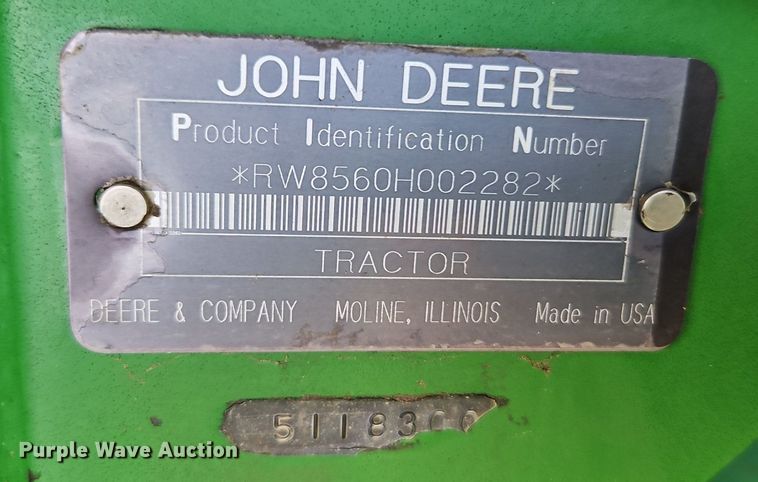 JOHN DEERE
Product Identification Number
*RW8560H002282*
TRACTOR
DEERE & COMPANY MOLINE, ILLINOIS Made in USA
Purple Wave Auction